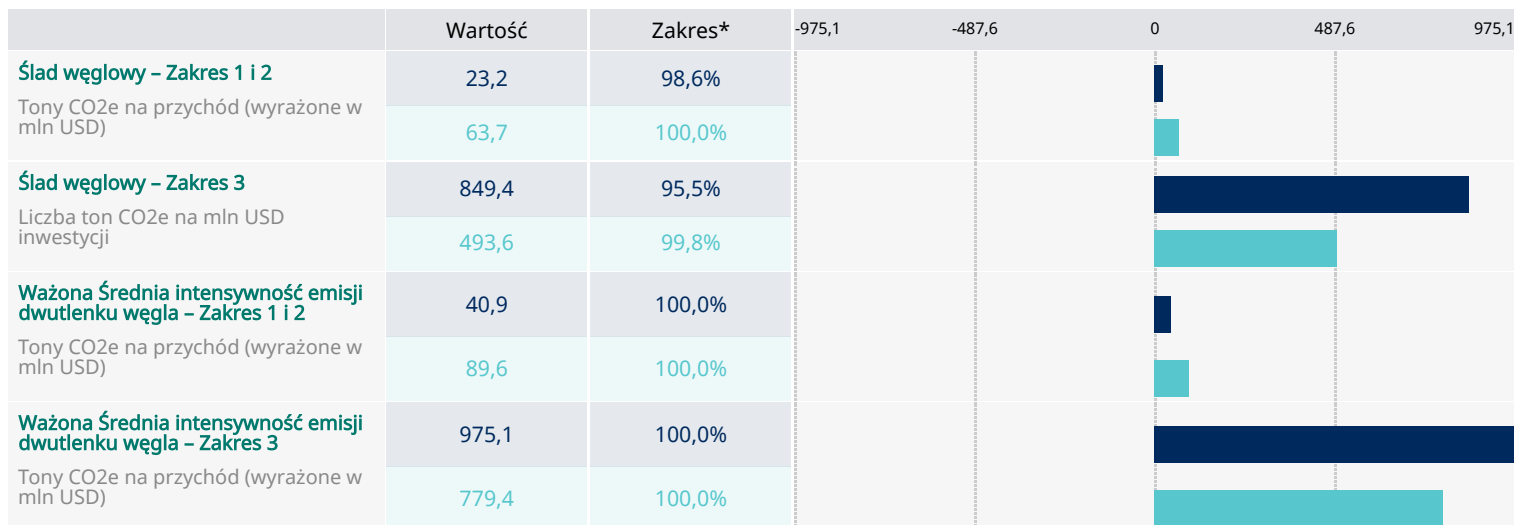 Wartość Zakres* -975,1 -487,6 0 487,6 975,1
Ślad węglowy – Zakres 1 i 2
Tony CO2e na przychód (wyrażone w
mln USD)
23,2 98,6%
63,7 100,0%
Ślad węglowy – Zakres 3
Liczba ton CO2e na mln USD
inwestycji
849,4 95,5%
493,6 99,8%
Ważona Średnia intensywność emisji
dwutlenku węgla – Zakres 1 i 2
Tony CO2e na przychód (wyrażone w
mln USD)
40,9 100,0%
89,6 100,0%
Ważona Średnia intensywność emisji
dwutlenku węgla – Zakres 3
Tony CO2e na przychód (wyrażone w
mln USD)
975,1 100,0%
779,4 100,0%